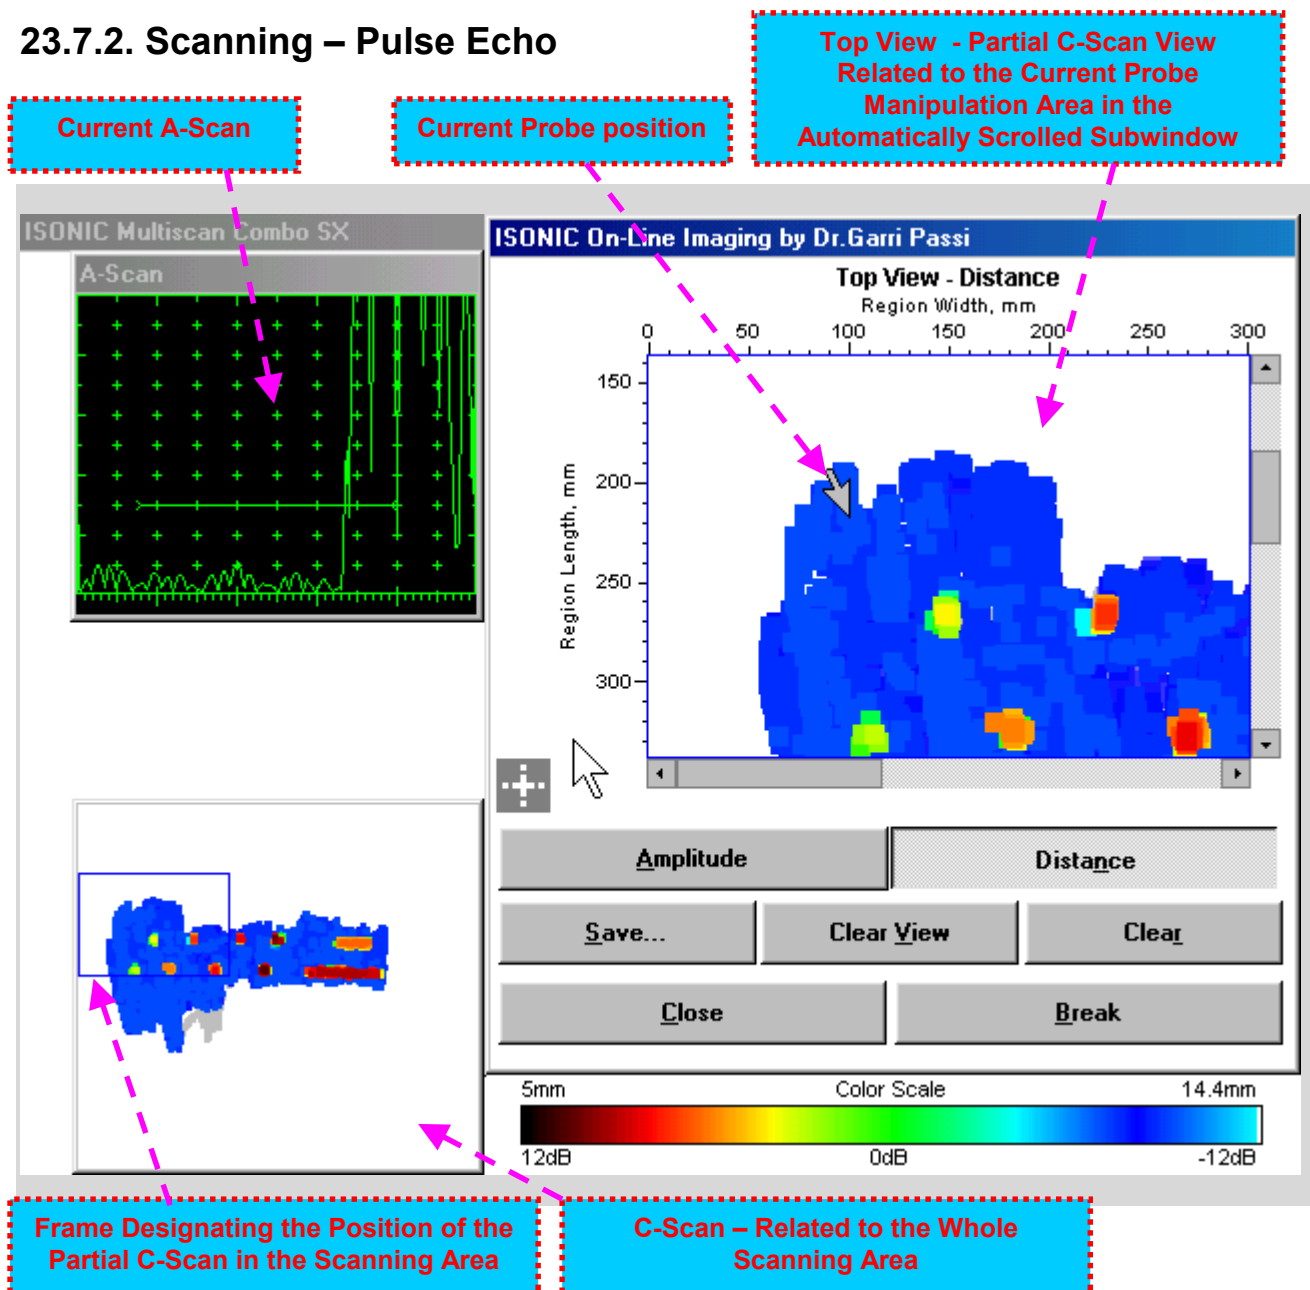 23.7.2. Scanning – Pulse Echo
Top View - Partial C-Scan View
Related to the Current Probe
Manipulation Area in the
Automatically Scrolled Subwindow
Current A-Scan
Current Probe position
ISONIC Multiscan Combo SX
A-Scan
ISONIC On-Line Imaging by Dr.Garri Passi
Top View - Distance
Region Width, mm
0 50 100 150 200 250 300
Region Length, mm
150
200
250
300
Amplitude Distance
Save... Clear View Clear
Close Break
5mm Color Scale 14.4mm
12dB 0dB -12dB
Frame Designating the Position of the
Partial C-Scan in the Scanning Area
C-Scan – Related to the Whole
Scanning Area